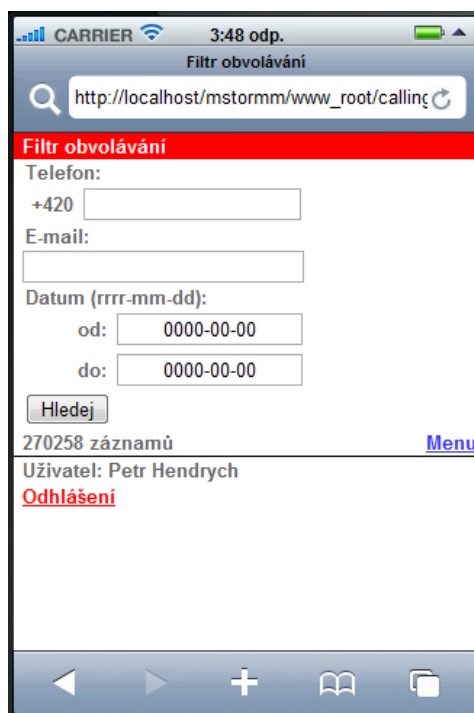 CARRIER 3:48 odp.
Filtr obvolávání
http://localhost/mstormm/www_root/calling
Filtr obvolávání
Telefon:
+420
E-mail:
Datum (rrrr-mm-dd):
od: 0000-00-00
do: 0000-00-00
Hledej
270258 záznamů Menu
Uživatel: Petr Hendrych
Odhlášení